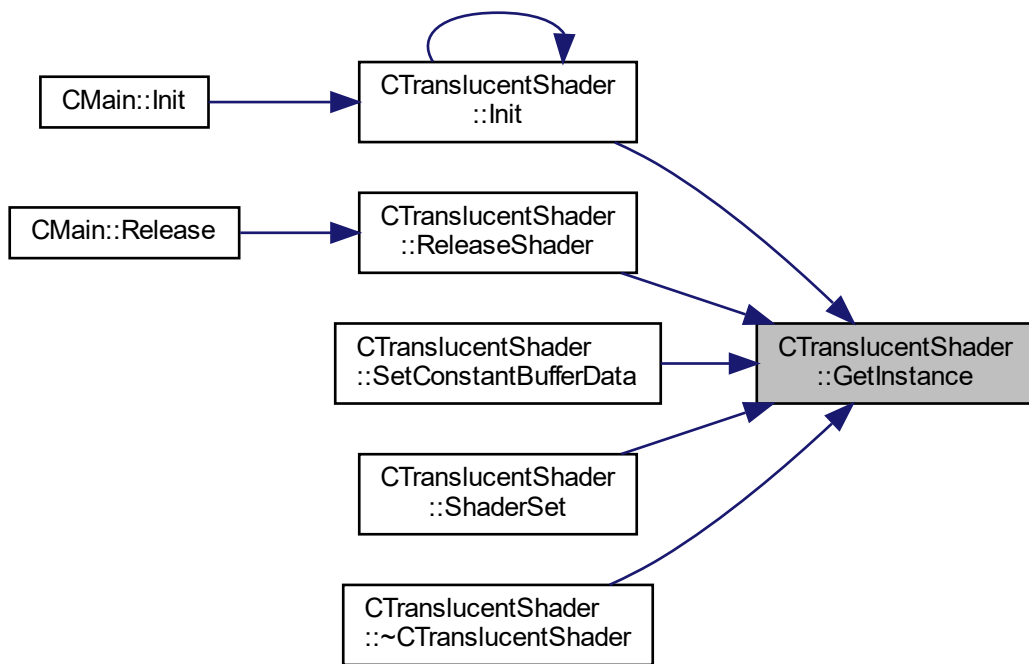 CMain::Init
CTranslucentShader
::Init
CMain::Release
CTranslucentShader
::ReleaseShader
CTranslucentShader
::SetConstantBufferData
CTranslucentShader
::GetInstance
CTranslucentShader
::ShaderSet
CTranslucentShader
::~CTranslucentShader